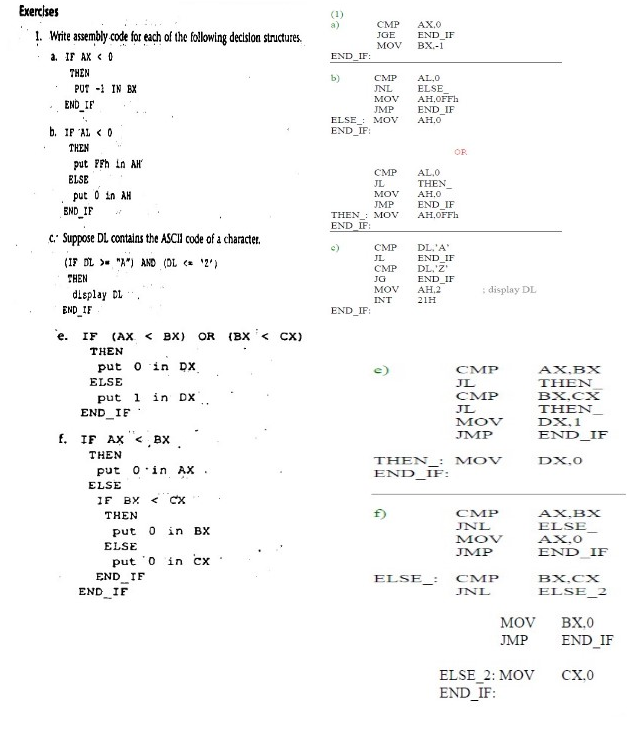 Exercises
1. Write assembly code for each of the following decision structures.
a. IF AX < 0
THEN
PUT -1 IN BX
END_IF
b. IF AL < 0
THEN
put FFh in AH
ELSE
put 0 in AH
END_IF
c. Suppose DL contains the ASCII code of a character.
(IF DL >= "A") AND (DL <= 'Z')
THEN
display DL
END_IF
e. IF (AX < BX) OR (BX < CX)
THEN
put 0 in DX
ELSE
put 1 in DX
END_IF
f. IF AX < BX
THEN
put 0 in AX
ELSE
IF BX < CX
THEN
put 0 in BX
ELSE
put 0 in CX
END_IF
END_IF
(1)
a) CMP AX,0
JGE END_IF
MOV BX,-1
END_IF:
b) CMP AL,0
JNL ELSE_
MOV AH,0FFh
JMP END_IF
ELSE_: MOV AH,0
END_IF:
OR
CMP AL,0
JL THEN_
MOV AH,0
JMP END_IF
THEN_: MOV AH,0FFh
END_IF:
c) CMP DL,'A'
JL END_IF
CMP DL,'Z'
JG END_IF
MOV AH,2 ; display DL
INT 21H
END_IF:
e) CMP AX,BX
JL THEN_
CMP BX,CX
JL THEN_
MOV DX,1
JMP END_IF
THEN_: MOV DX,0
END_IF:
f) CMP AX,BX
JNL ELSE_
MOV AX,0
JMP END_IF
ELSE_: CMP BX,CX
JNL ELSE_2
MOV BX,0
JMP END_IF
ELSE_2: MOV CX,0
END_IF: